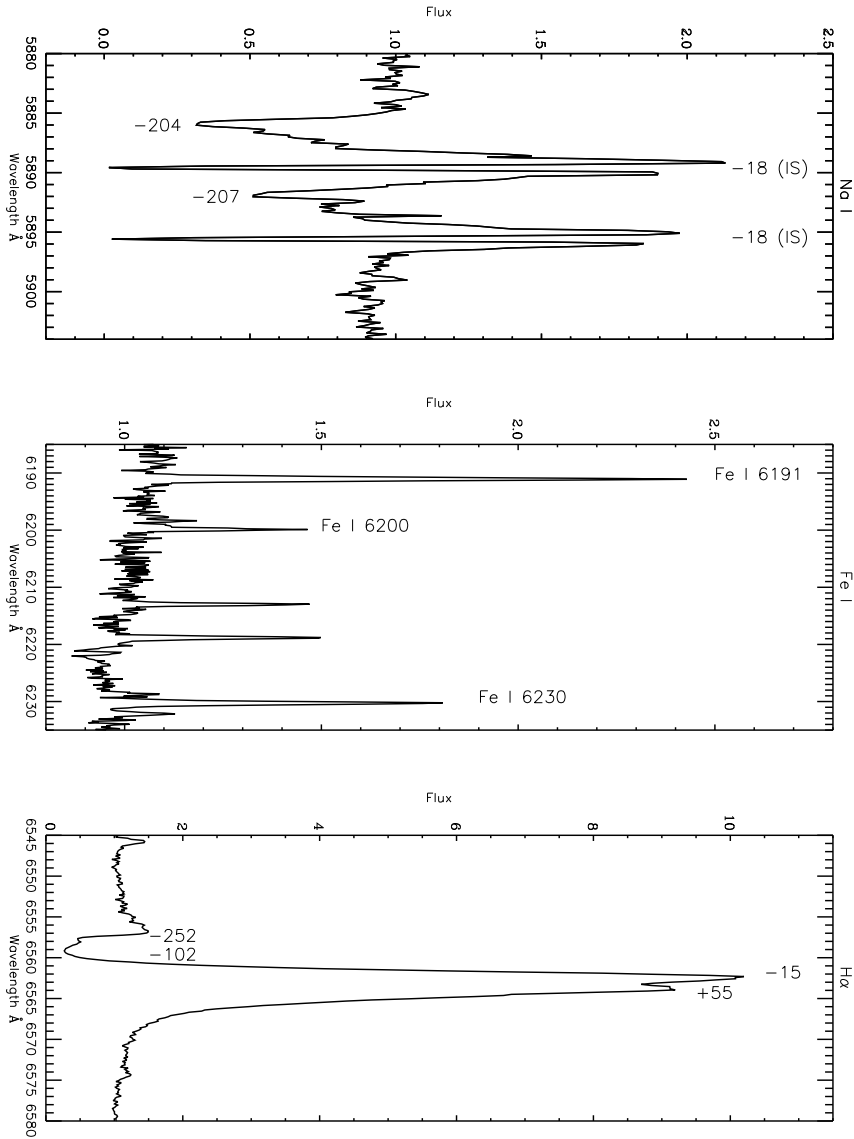 Flux
0.0 0.5 1.0 1.5 2.0 2.5
5880
5885
5890
5895
5900
Wavelength Å
Na I
−204
−18 (IS)
−207
−18 (IS)
Flux
1.0 1.5 2.0 2.5
6190
6200
6210
6220
6230
Wavelength Å
Fe I
Fe I 6191
Fe I 6200
Fe I 6230
Flux
0 2 4 6 8 10
6545
6550
6555
6560
6565
6570
6575
6580
Wavelength Å
Hα
−252
−102
−15
+55